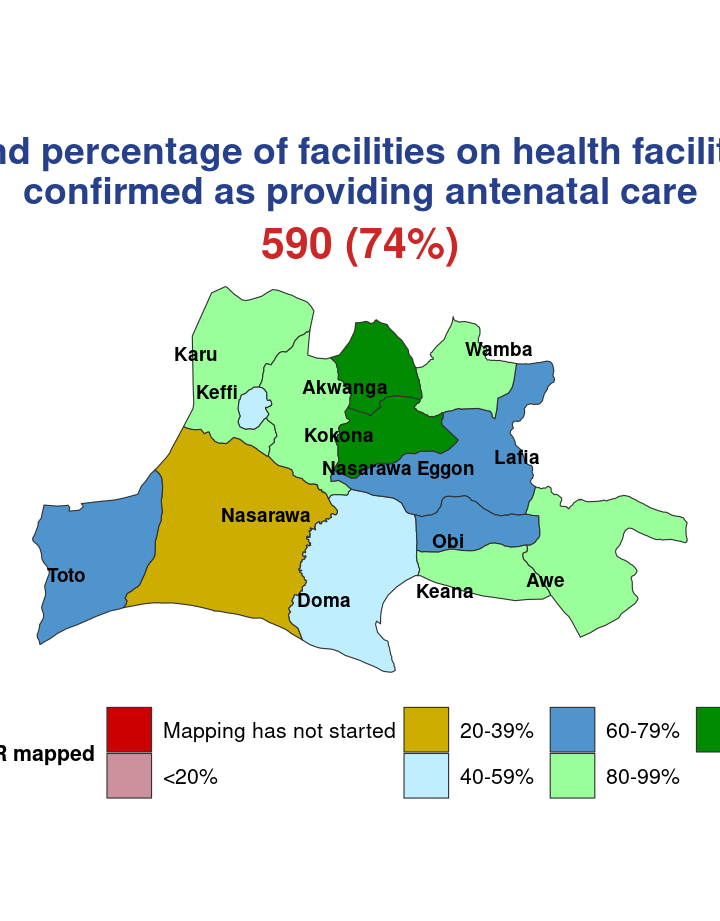 percentage of facilities on health
confirmed as providing antenatal care
590 (74%)
Karu
Wamba
Keffi
Akwanga
Kokona
Lafia
Nasarawa Eggon
Nasarawa
Obi
Toto
Awe
Keana
Doma
mapped
Mapping has not started
20-39%
60-79%
<20%
40-59%
80-99%